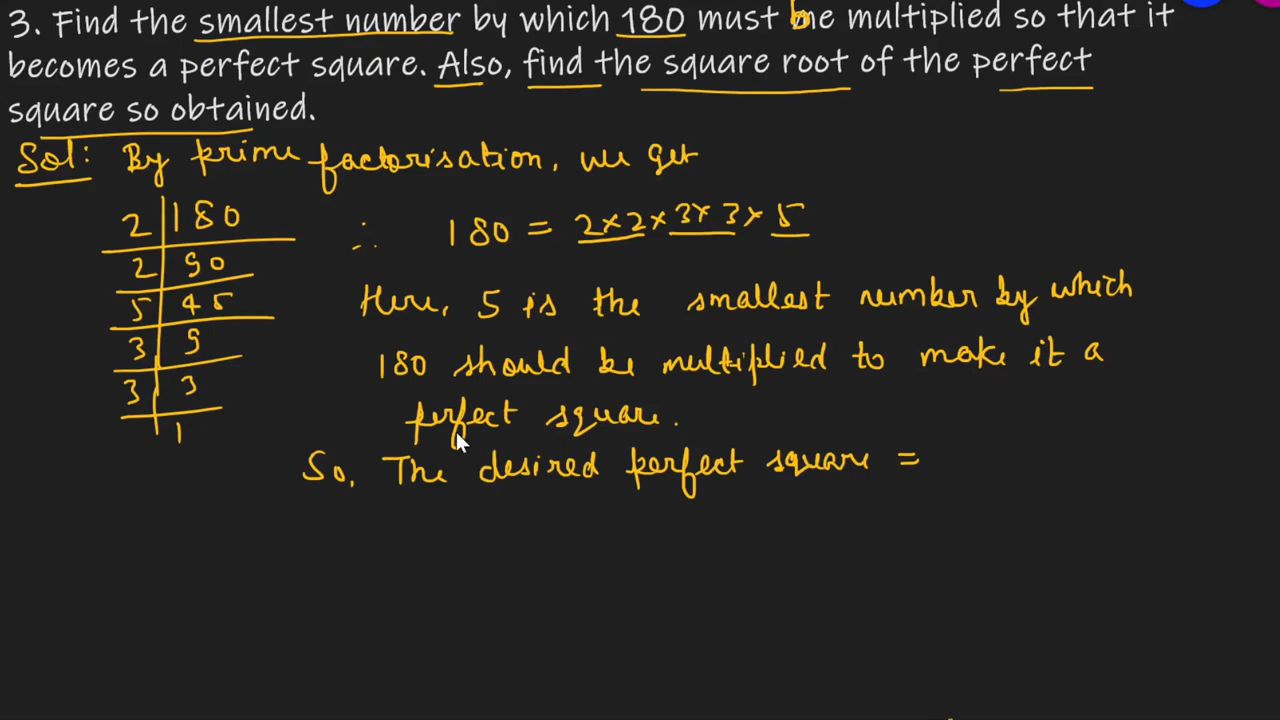 3. Find the smallest number by which 180 must be multiplied so that it
becomes a perfect square. Also, find the square root of the perfect
square so obtained.
Sol: By prime factorisation, we get
2 | 180
2 | 90
5 | 45
3 | 9
3 | 3
1
∴ 180 = 2×2×3×3×5
Here, 5 is the smallest number by which
180 should be multiplied to make it a
perfect square.
So, The desired perfect square =